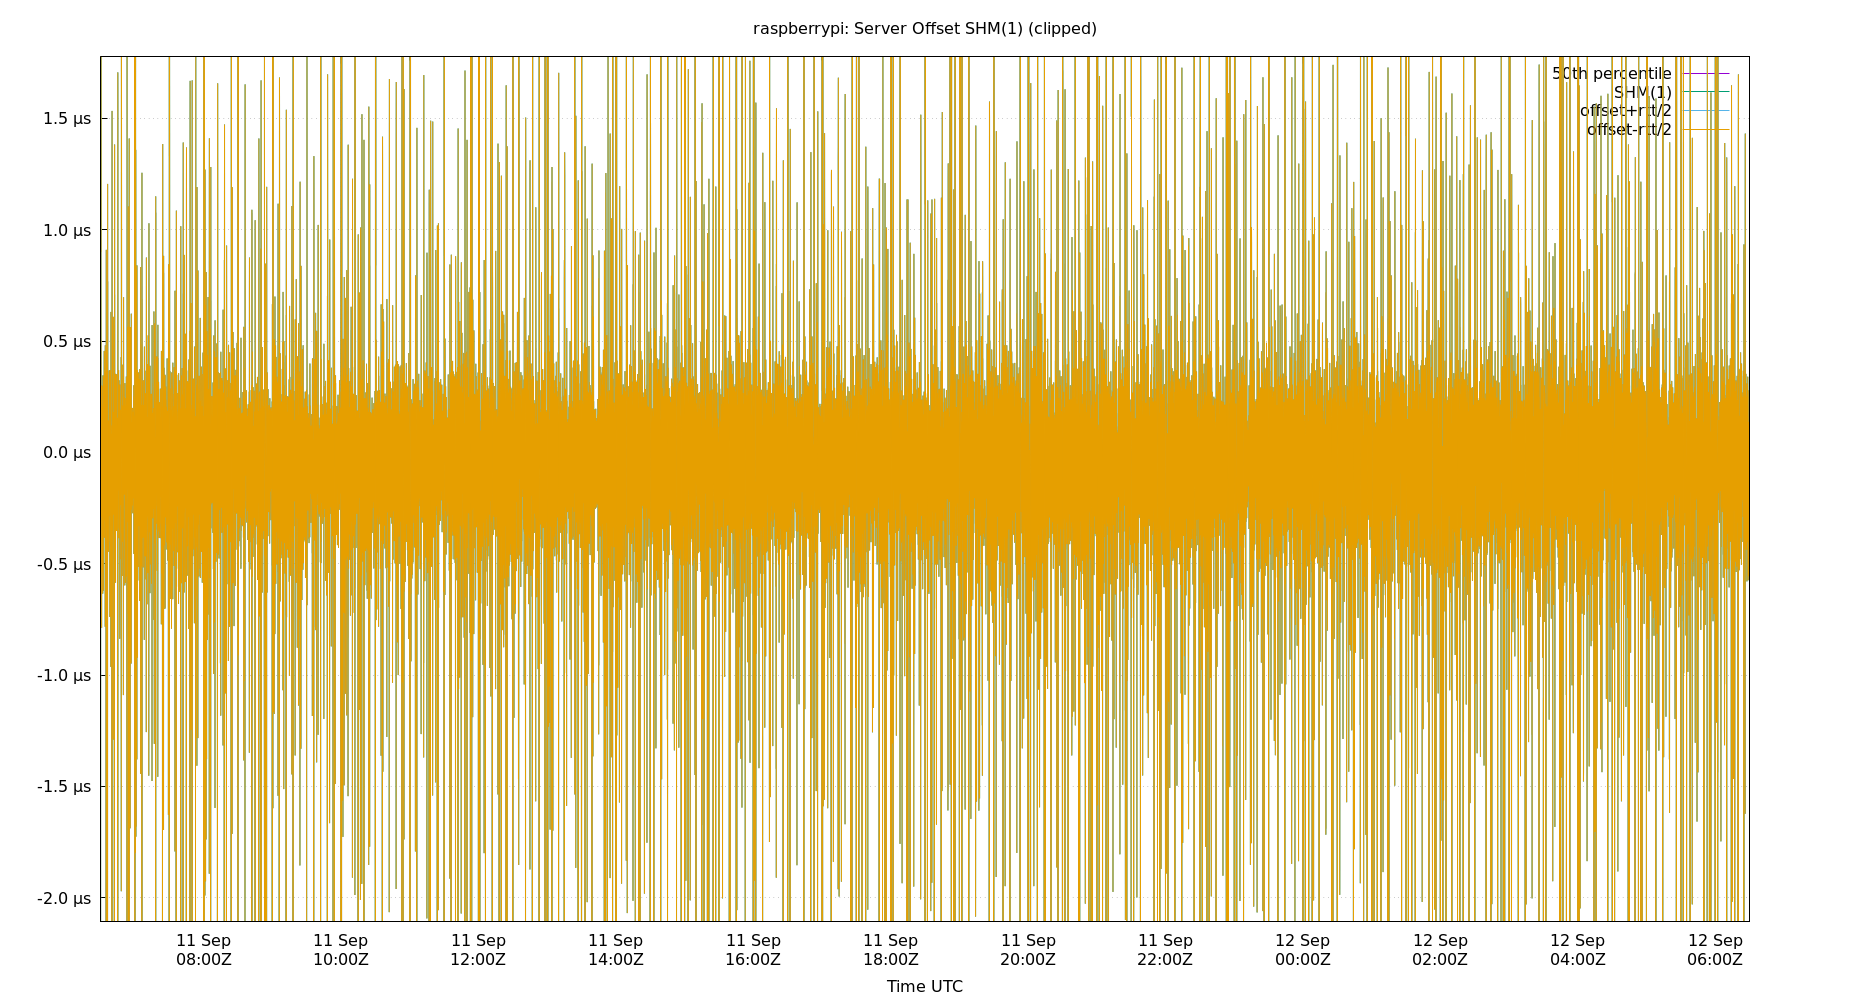 raspberrypi: Server Offset SHM(1) (clipped)
50th percentile
SHM(1)
offset+rtt/2
offset-rtt/2
1.5 µs
1.0 µs
0.5 µs
0.0 µs
-0.5 µs
-1.0 µs
-1.5 µs
-2.0 µs
11 Sep 11 Sep 11 Sep 11 Sep 11 Sep 11 Sep 11 Sep 11 Sep 12 Sep 12 Sep 12 Sep 12 Sep
08:00Z 10:00Z 12:00Z 14:00Z 16:00Z 18:00Z 20:00Z 22:00Z 00:00Z 02:00Z 04:00Z 06:00Z
Time UTC